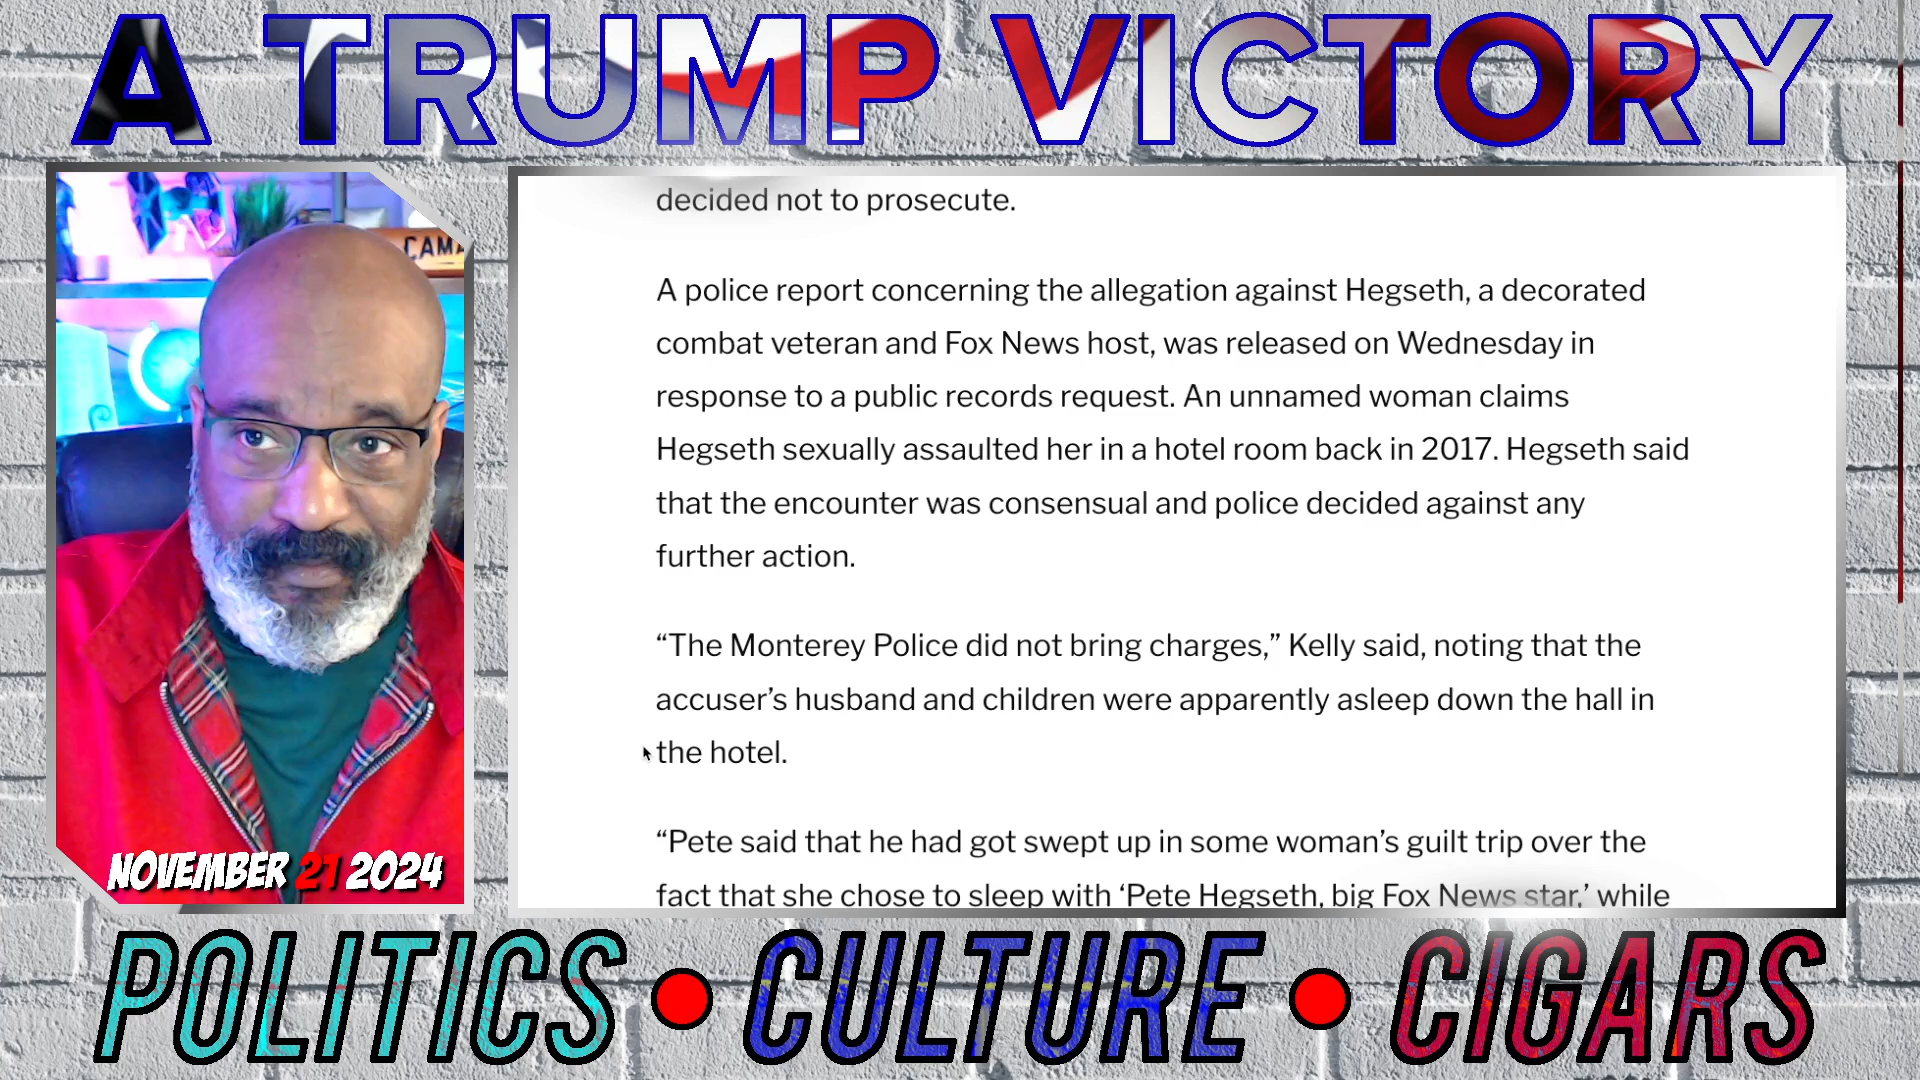 A TRUMP VICTORY
CAMA
decided not to prosecute.
A police report concerning the allegation against Hegseth, a decorated
combat veteran and Fox News host, was released on Wednesday in
response to a public records request. An unnamed woman claims
Hegseth sexually assaulted her in a hotel room back in 2017. Hegseth said
that the encounter was consensual and police decided against any
further action.
“The Monterey Police did not bring charges,” Kelly said, noting that the
accuser’s husband and children were apparently asleep down the hall in
the hotel.
“Pete said that he had got swept up in some woman’s guilt trip over the
fact that she chose to sleep with ‘Pete Hegseth, big Fox News star,’ while
NOVEMBER 21 2024
POLITICS • CULTURE • CIGARS